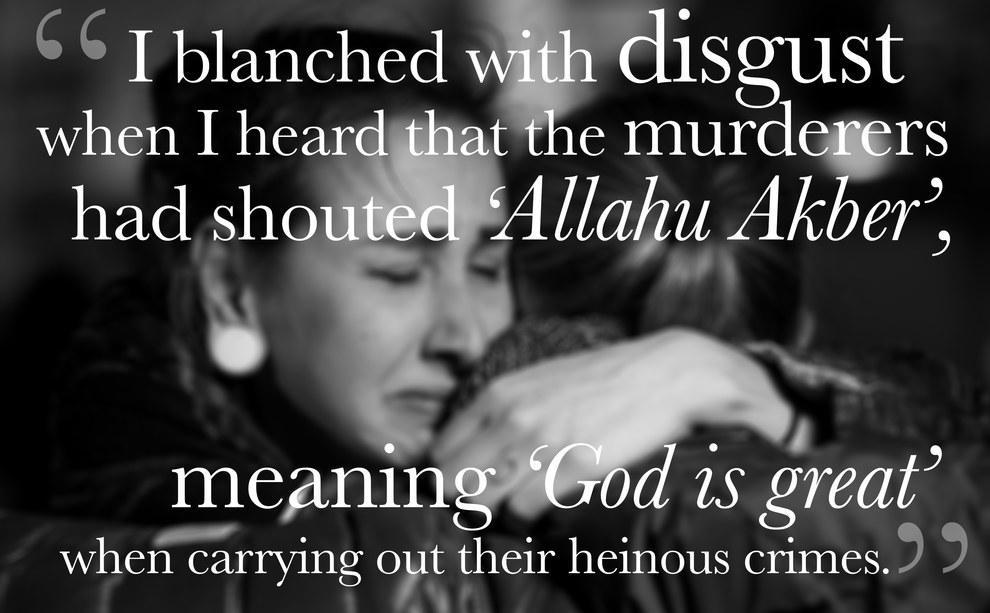 “ I blanched with disgust
when I heard that the murderers
had shouted ‘Allahu Akber’,
meaning ‘God is great’
when carrying out their heinous crimes.”